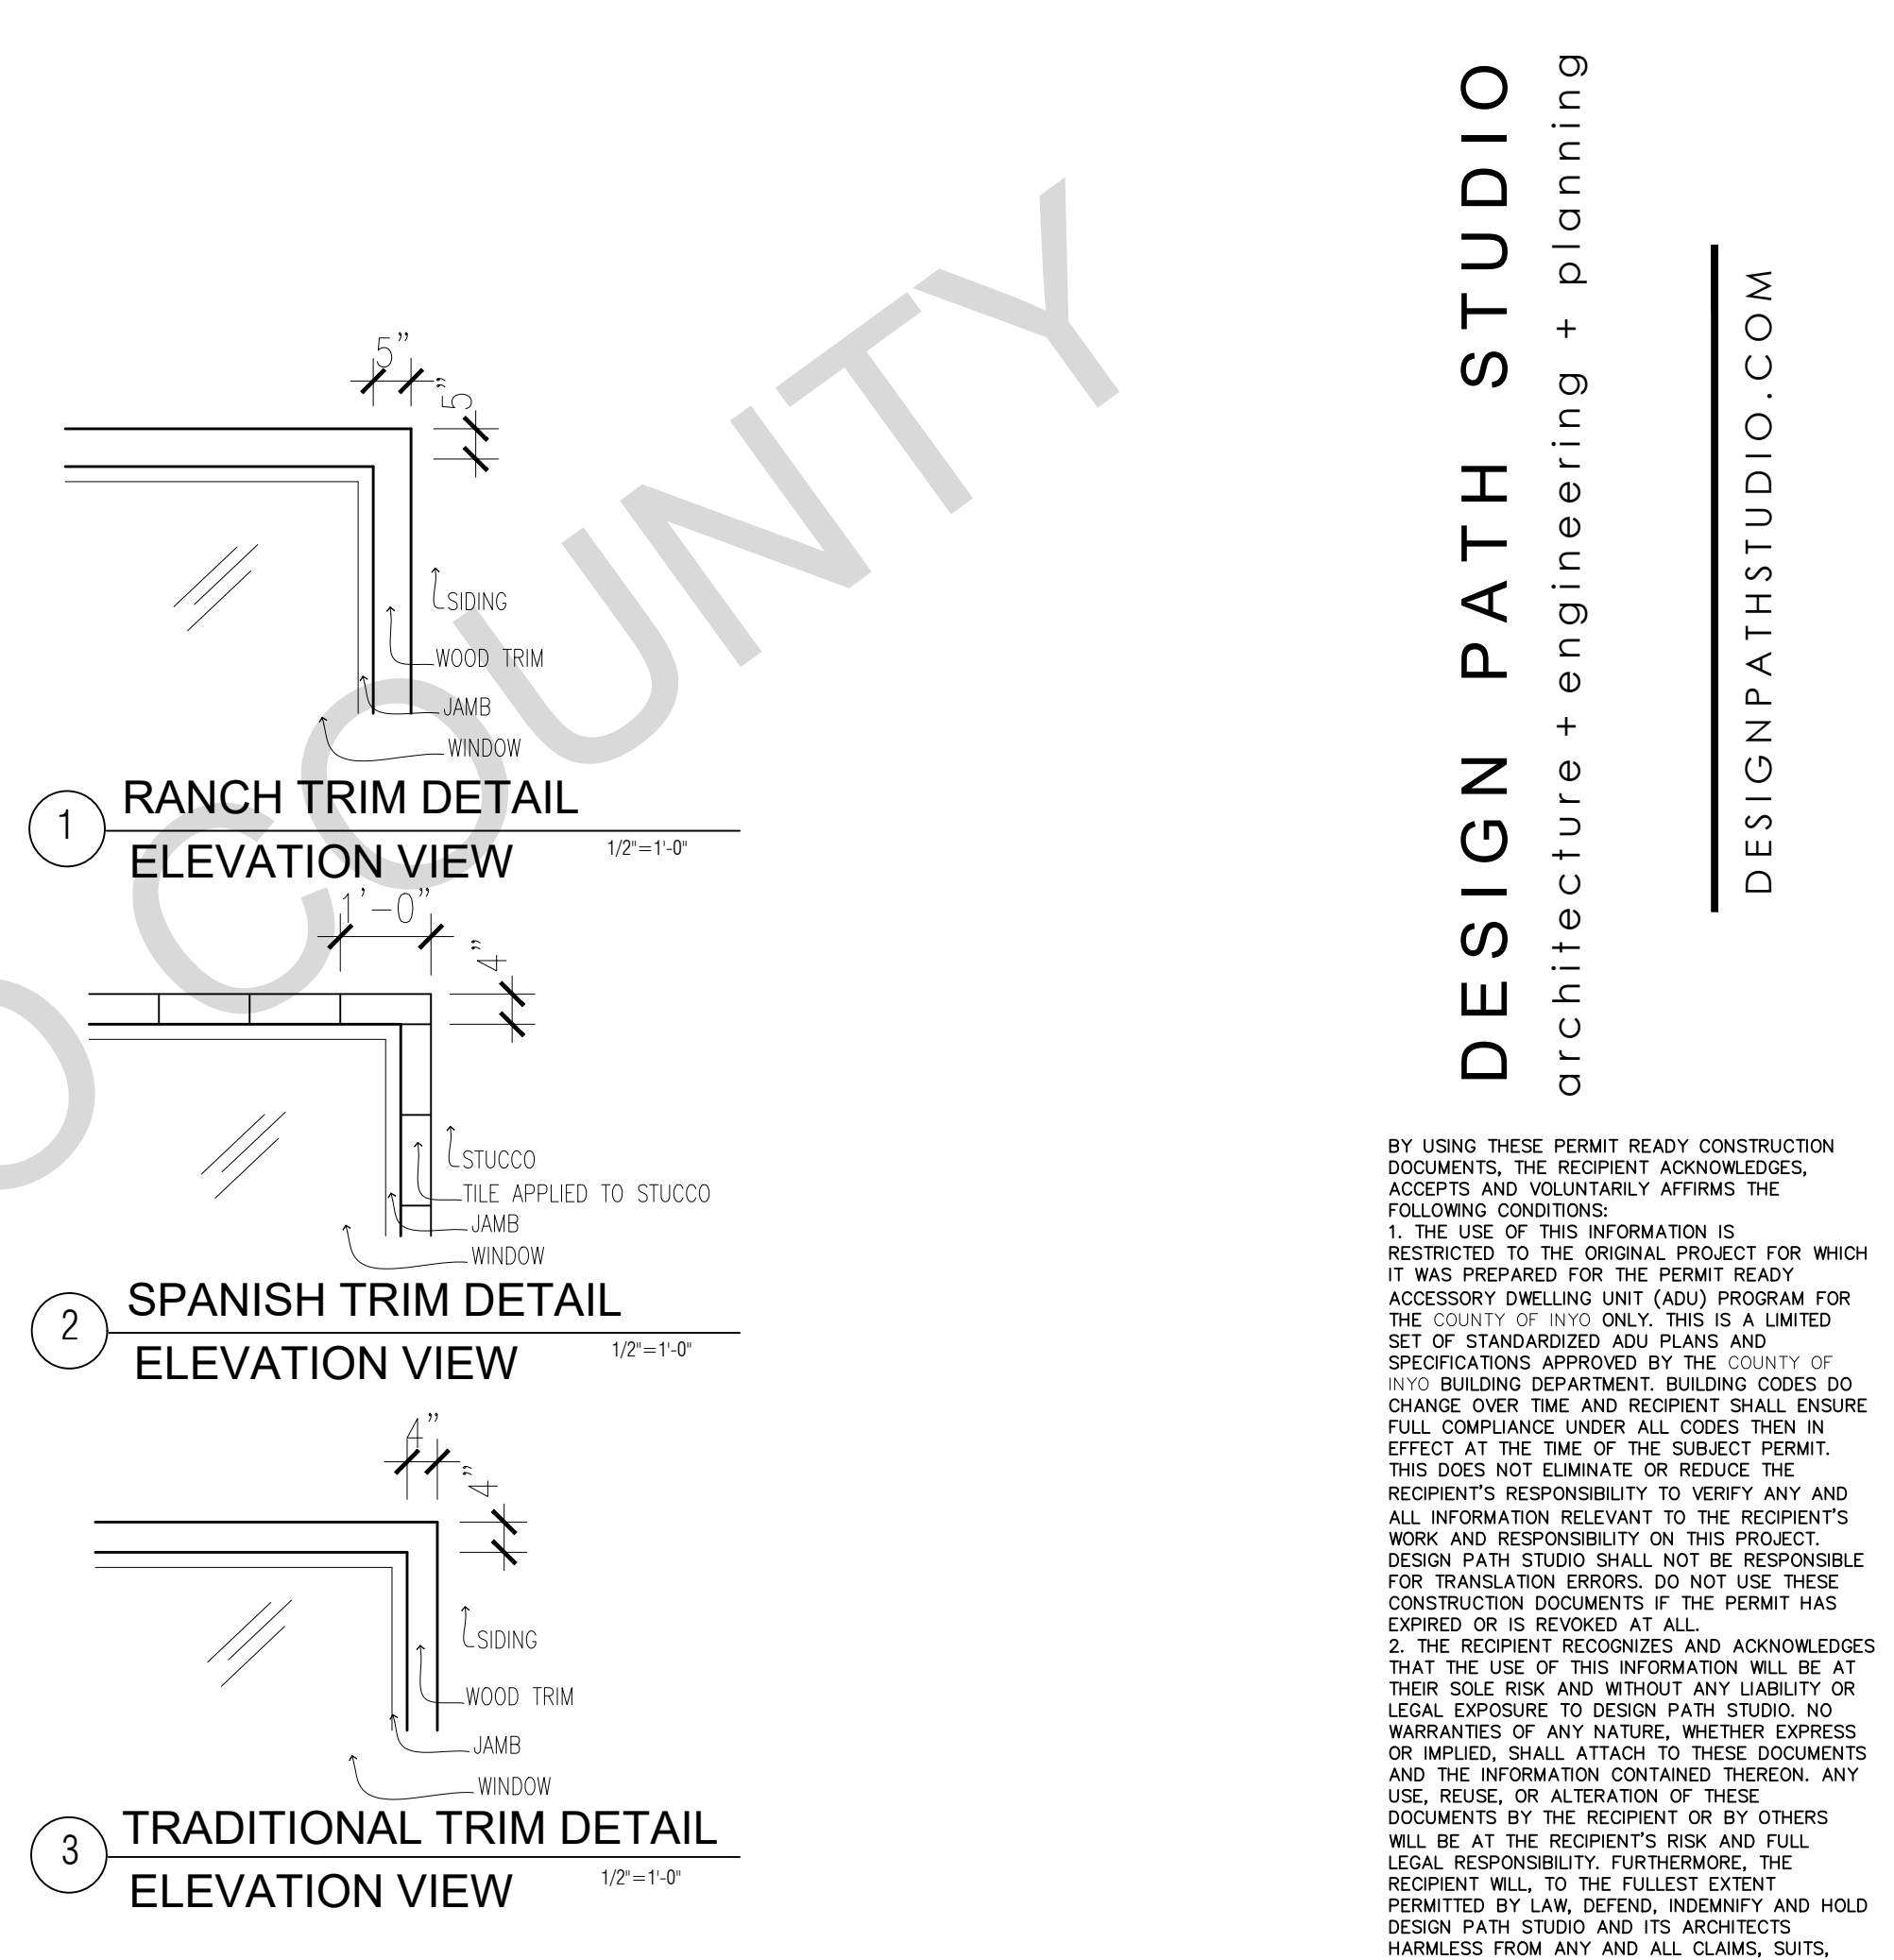 5”
5”
SIDING
WOOD TRIM
JAMB
WINDOW
1
RANCH TRIM DETAIL
ELEVATION VIEW
1/2"=1'-0"
1’-0”
4”
STUCCO
TILE APPLIED TO STUCCO
JAMB
WINDOW
2
SPANISH TRIM DETAIL
ELEVATION VIEW
1/2"=1'-0"
4”
4”
SIDING
WOOD TRIM
JAMB
WINDOW
3
TRADITIONAL TRIM DETAIL
ELEVATION VIEW
1/2"=1'-0"
O COUNTY
DESIGN PATH STUDIO
architecture + engineering + planning
DESIGNPATHSTUDIO.COM
BY USING THESE PERMIT READY CONSTRUCTION
DOCUMENTS, THE RECIPIENT ACKNOWLEDGES,
ACCEPTS AND VOLUNTARILY AFFIRMS THE
FOLLOWING CONDITIONS:
1. THE USE OF THIS INFORMATION IS
RESTRICTED TO THE ORIGINAL PROJECT FOR WHICH
IT WAS PREPARED FOR THE PERMIT READY
ACCESSORY DWELLING UNIT (ADU) PROGRAM FOR
THE COUNTY OF INYO ONLY. THIS IS A LIMITED
SET OF STANDARDIZED ADU PLANS AND
SPECIFICATIONS APPROVED BY THE COUNTY OF
INYO BUILDING DEPARTMENT. BUILDING CODES DO
CHANGE OVER TIME AND RECIPIENT SHALL ENSURE
FULL COMPLIANCE UNDER ALL CODES THEN IN
EFFECT AT THE TIME OF THE SUBJECT PERMIT.
THIS DOES NOT ELIMINATE OR REDUCE THE
RECIPIENT'S RESPONSIBILITY TO VERIFY ANY AND
ALL INFORMATION RELEVANT TO THE RECIPIENT'S
WORK AND RESPONSIBILITY ON THIS PROJECT.
DESIGN PATH STUDIO SHALL NOT BE RESPONSIBLE
FOR TRANSLATION ERRORS. DO NOT USE THESE
CONSTRUCTION DOCUMENTS IF THE PERMIT HAS
EXPIRED OR IS REVOKED AT ALL.
2. THE RECIPIENT RECOGNIZES AND ACKNOWLEDGES
THAT THE USE OF THIS INFORMATION WILL BE AT
THEIR SOLE RISK AND WITHOUT ANY LIABILITY OR
LEGAL EXPOSURE TO DESIGN PATH STUDIO. NO
WARRANTIES OF ANY NATURE, WHETHER EXPRESS
OR IMPLIED, SHALL ATTACH TO THESE DOCUMENTS
AND THE INFORMATION CONTAINED THEREON. ANY
USE, REUSE, OR ALTERATION OF THESE
DOCUMENTS BY THE RECIPIENT OR BY OTHERS
WILL BE AT THE RECIPIENT'S RISK AND FULL
LEGAL RESPONSIBILITY. FURTHERMORE, THE
RECIPIENT WILL, TO THE FULLEST EXTENT
PERMITTED BY LAW, DEFEND, INDEMNIFY AND HOLD
DESIGN PATH STUDIO AND ITS ARCHITECTS
HARMLESS FROM ANY AND ALL CLAIMS, SUITS,